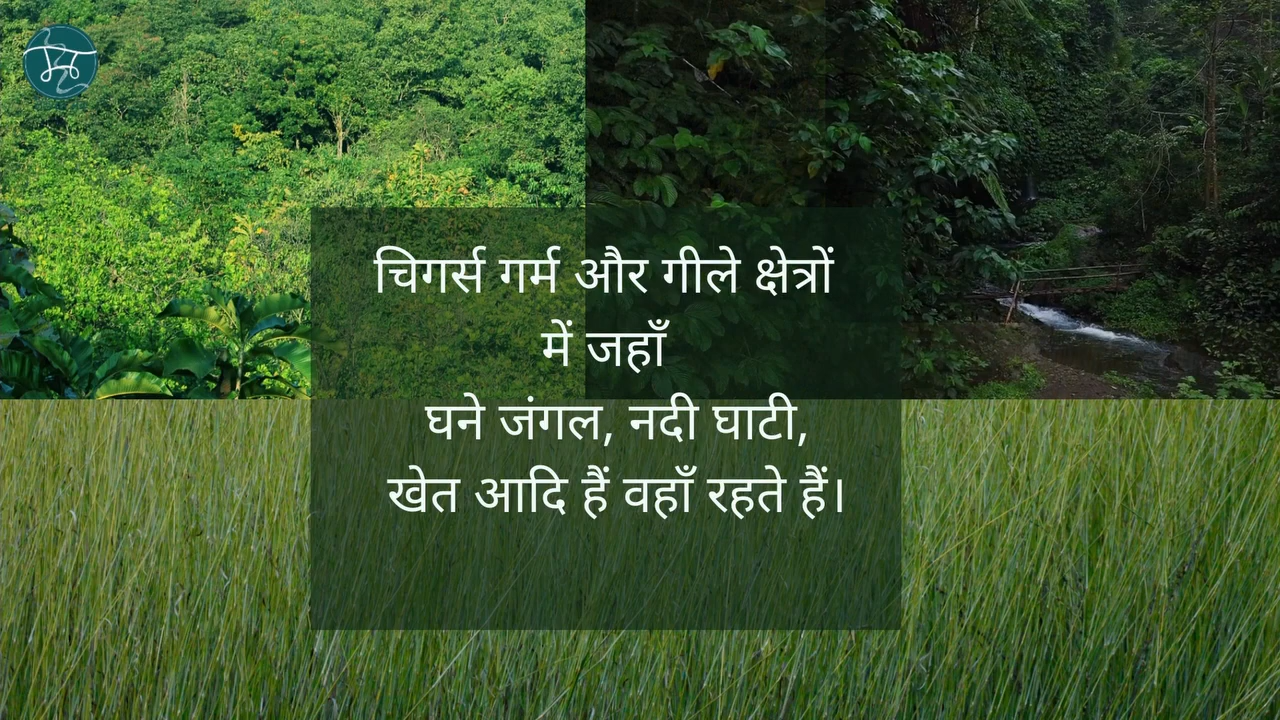 चिगर्स गर्म और गीले क्षेत्रों
में जहाँ
घने जंगल, नदी घाटी,
खेत आदि हैं वहाँ रहते हैं।